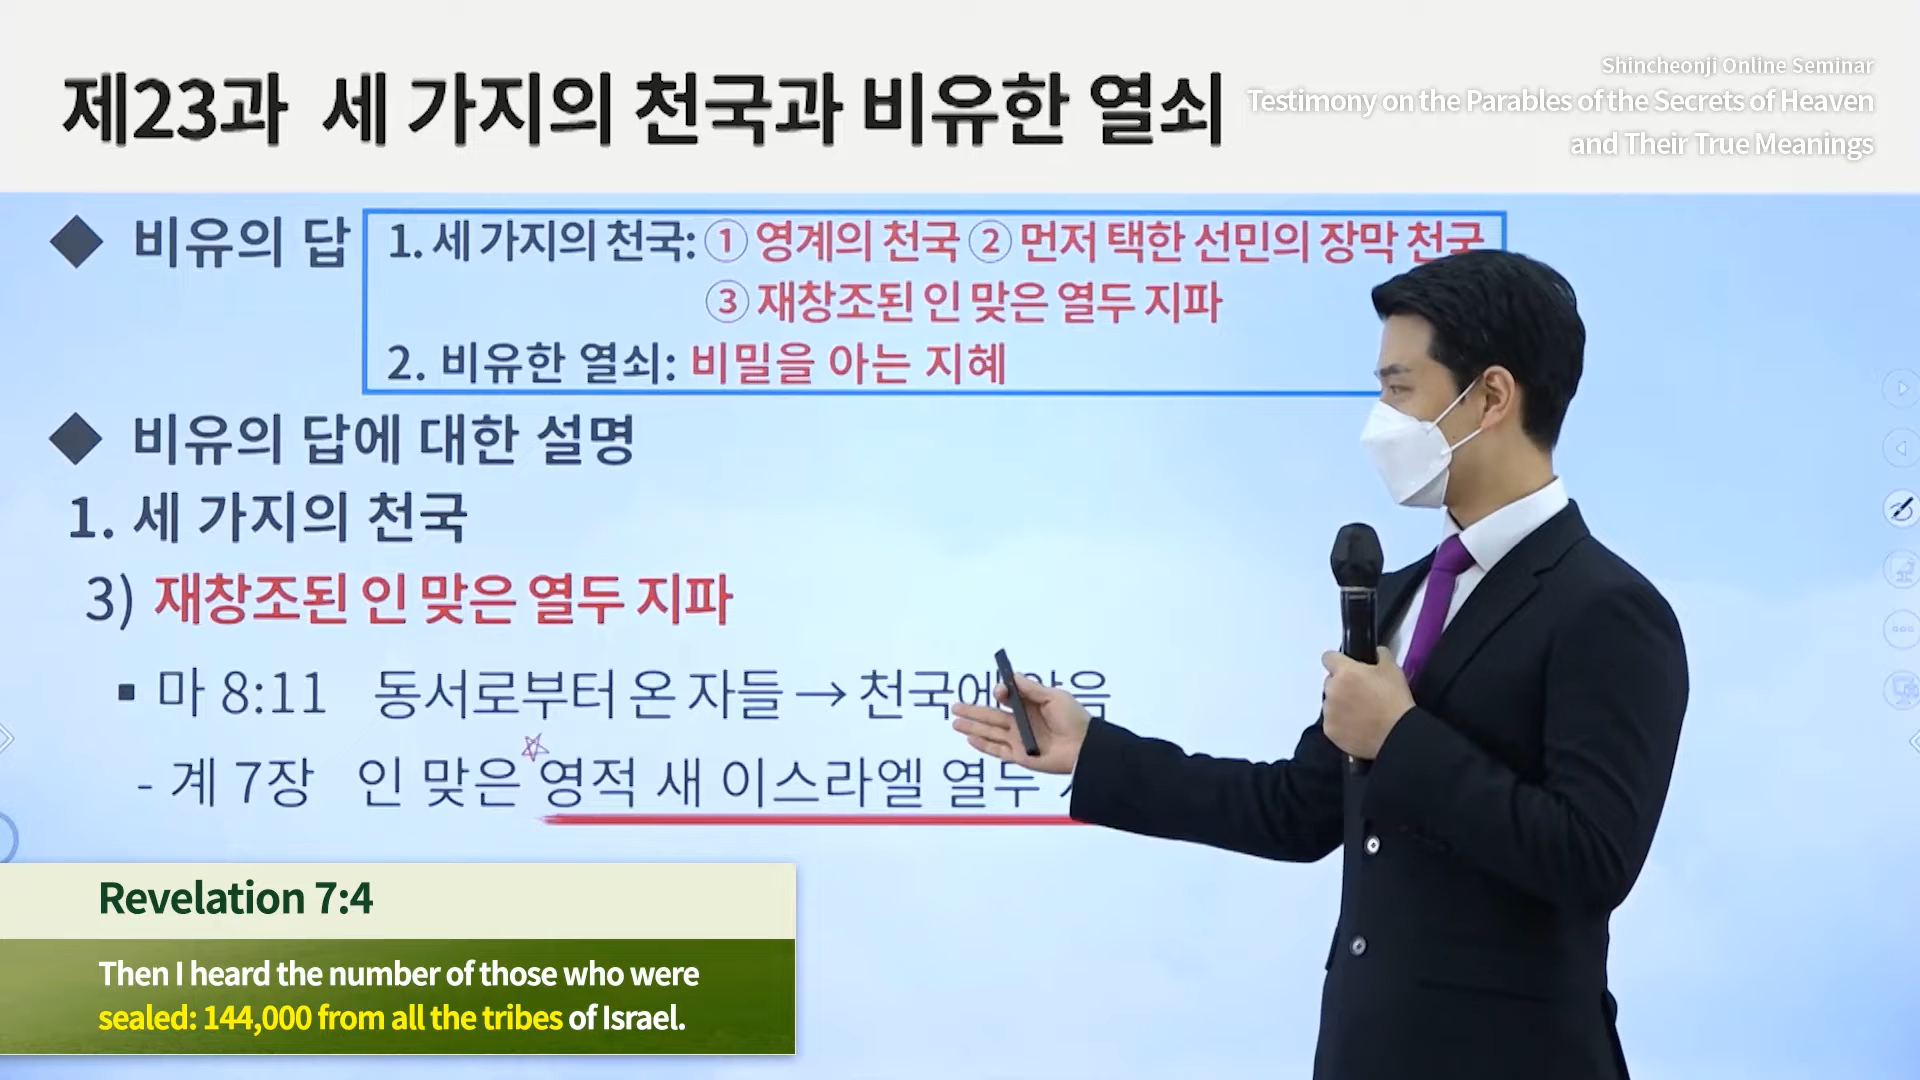 제23과 세 가지의 천국과 비유한 열쇠
Shincheonji Online Seminar
Testimony on the Parables of the Secrets of Heaven
and Their True Meanings
◆ 비유의 답
1. 세 가지의 천국: ① 영계의 천국 ② 먼저 택한 선민의 장막 천국
③ 재창조된 인 맞은 열두 지파
2. 비유한 열쇠: 비밀을 아는 지혜
◆ 비유의 답에 대한 설명
1. 세 가지의 천국
3) 재창조된 인 맞은 열두 지파
▪ 마 8:11 동서로부터 온 자들 → 천국에
- 계 7장 인 맞은 영적 새 이스라엘 열두
Revelation 7:4
Then I heard the number of those who were
sealed: 144,000 from all the tribes of Israel.